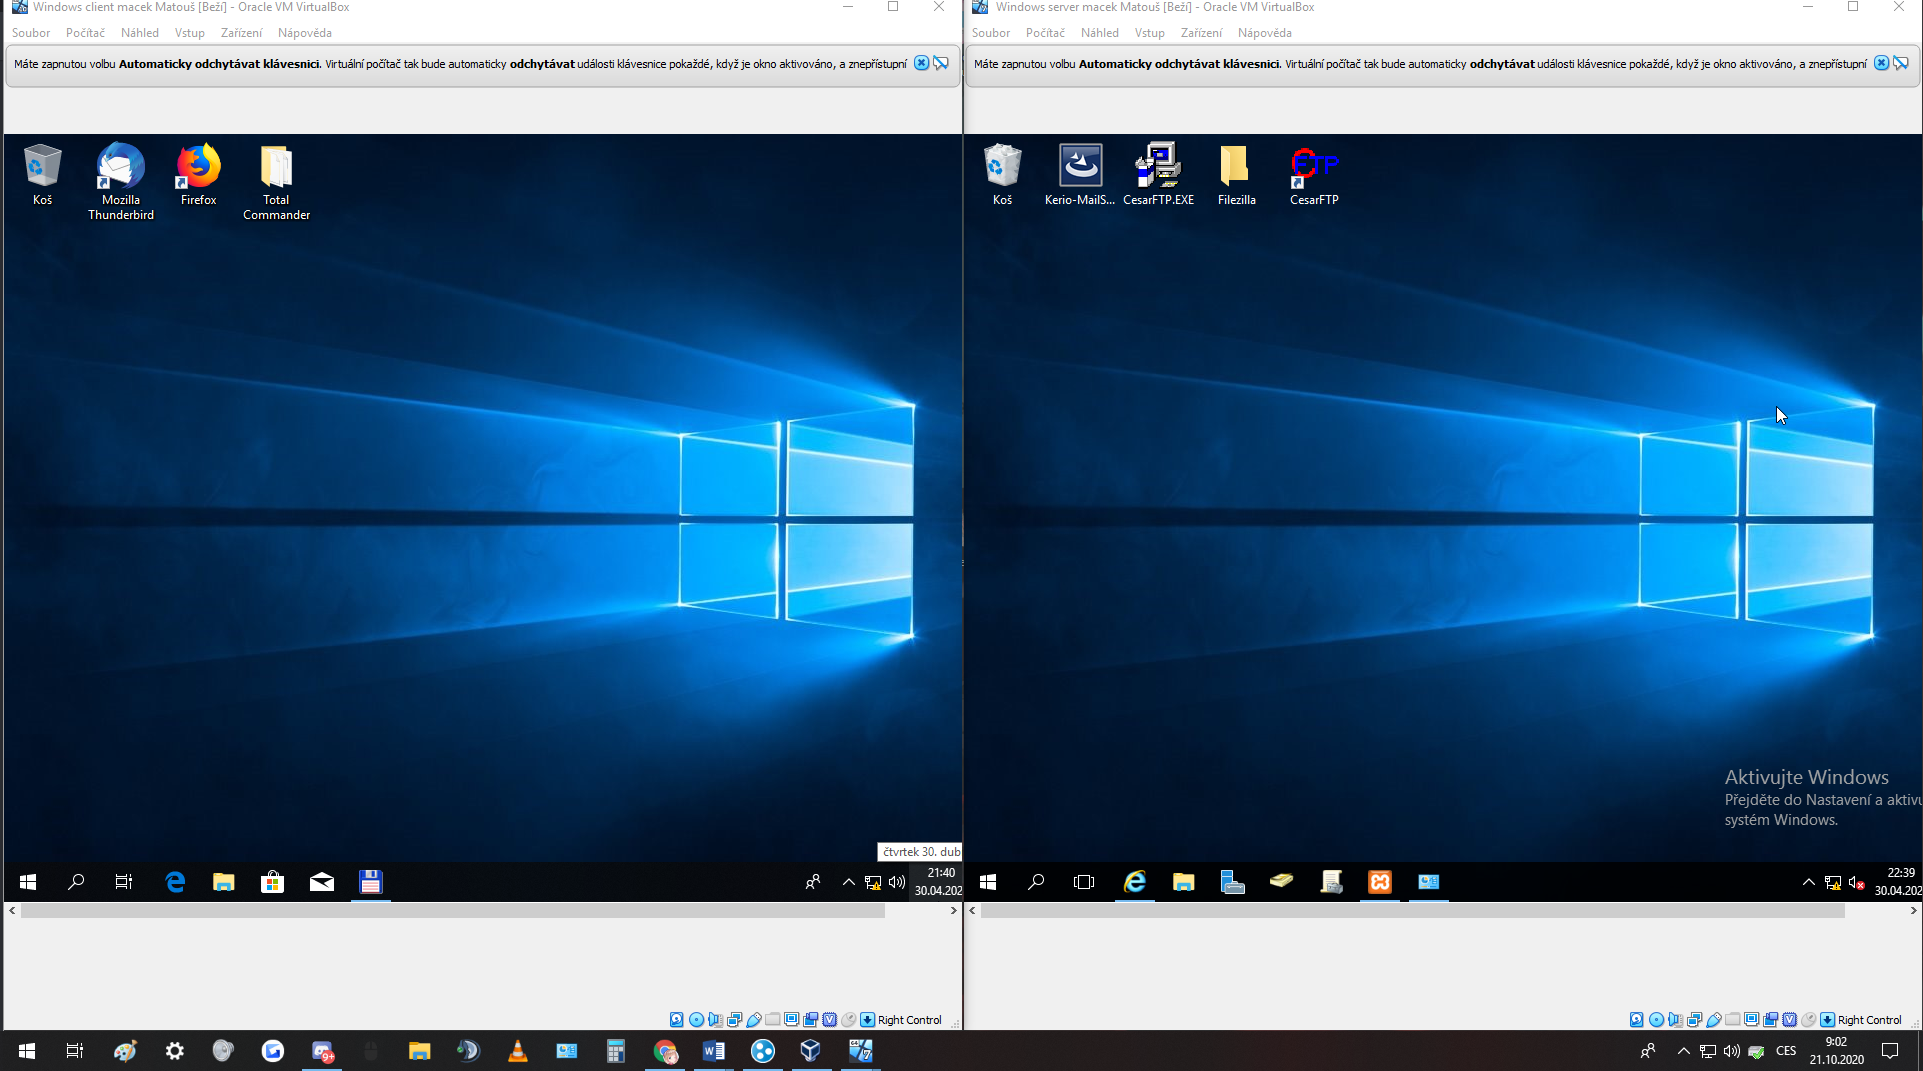 Windows client macek Matouš [Beží] - Oracle VM VirtualBox
Soubor Počítač Náhled Vstup Zařízení Nápověda
Máte zapnutou volbu Automaticky odchytávat klávesnici. Virtuální počítač tak bude automaticky odchytávat události klávesnice pokaždé, když je okno aktivováno, a znepřístupní
Koš
Mozilla
Thunderbird
Firefox
Total
Commander
čtvrtek 30. dub
21:40
30.04.202
Right Control
Windows server macek Matouš [Beží] - Oracle VM VirtualBox
Soubor Počítač Náhled Vstup Zařízení Nápověda
Máte zapnutou volbu Automaticky odchytávat klávesnici. Virtuální počítač tak bude automaticky odchytávat události klávesnice pokaždé, když je okno aktivováno, a znepřístupní
Koš
Kerio-MailS...
CesarFTP.EXE
Filezilla
FTP
CesarFTP
Aktivujte Windows
Přejděte do Nastavení a aktivu
systém Windows.
22:39
30.04.202
Right Control
9+
CES
9:02
21.10.2020